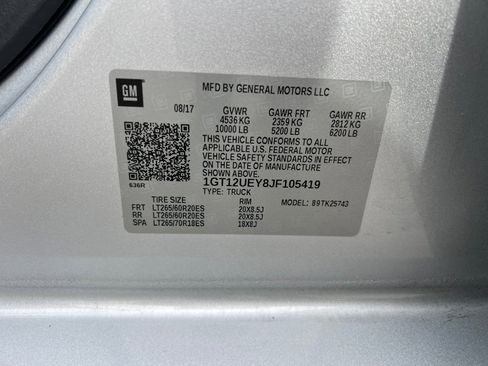 GM
MFD BY GENERAL MOTORS LLC
08/17 GVWR GAWR FRT GAWR RR
4536 KG 2359 KG 2812 KG
10000 LB 5200 LB 6200 LB
THIS VEHICLE CONFORMS TO ALL
APPLICABLE U.S. FEDERAL MOTOR
VEHICLE SAFETY STANDARDS IN EFFECT
ON THE DATE OF MANUFACTURE
SHOWN ABOVE.
636R 1GT12UEY8JF105419
TYPE: TRUCK
TIRE SIZE RIM MODEL: 89TK25743
FRT LT265/60R20ES 20X8.5J
RR LT265/60R20ES 20X8.5J
SPA LT265/70R18ES 18X8J